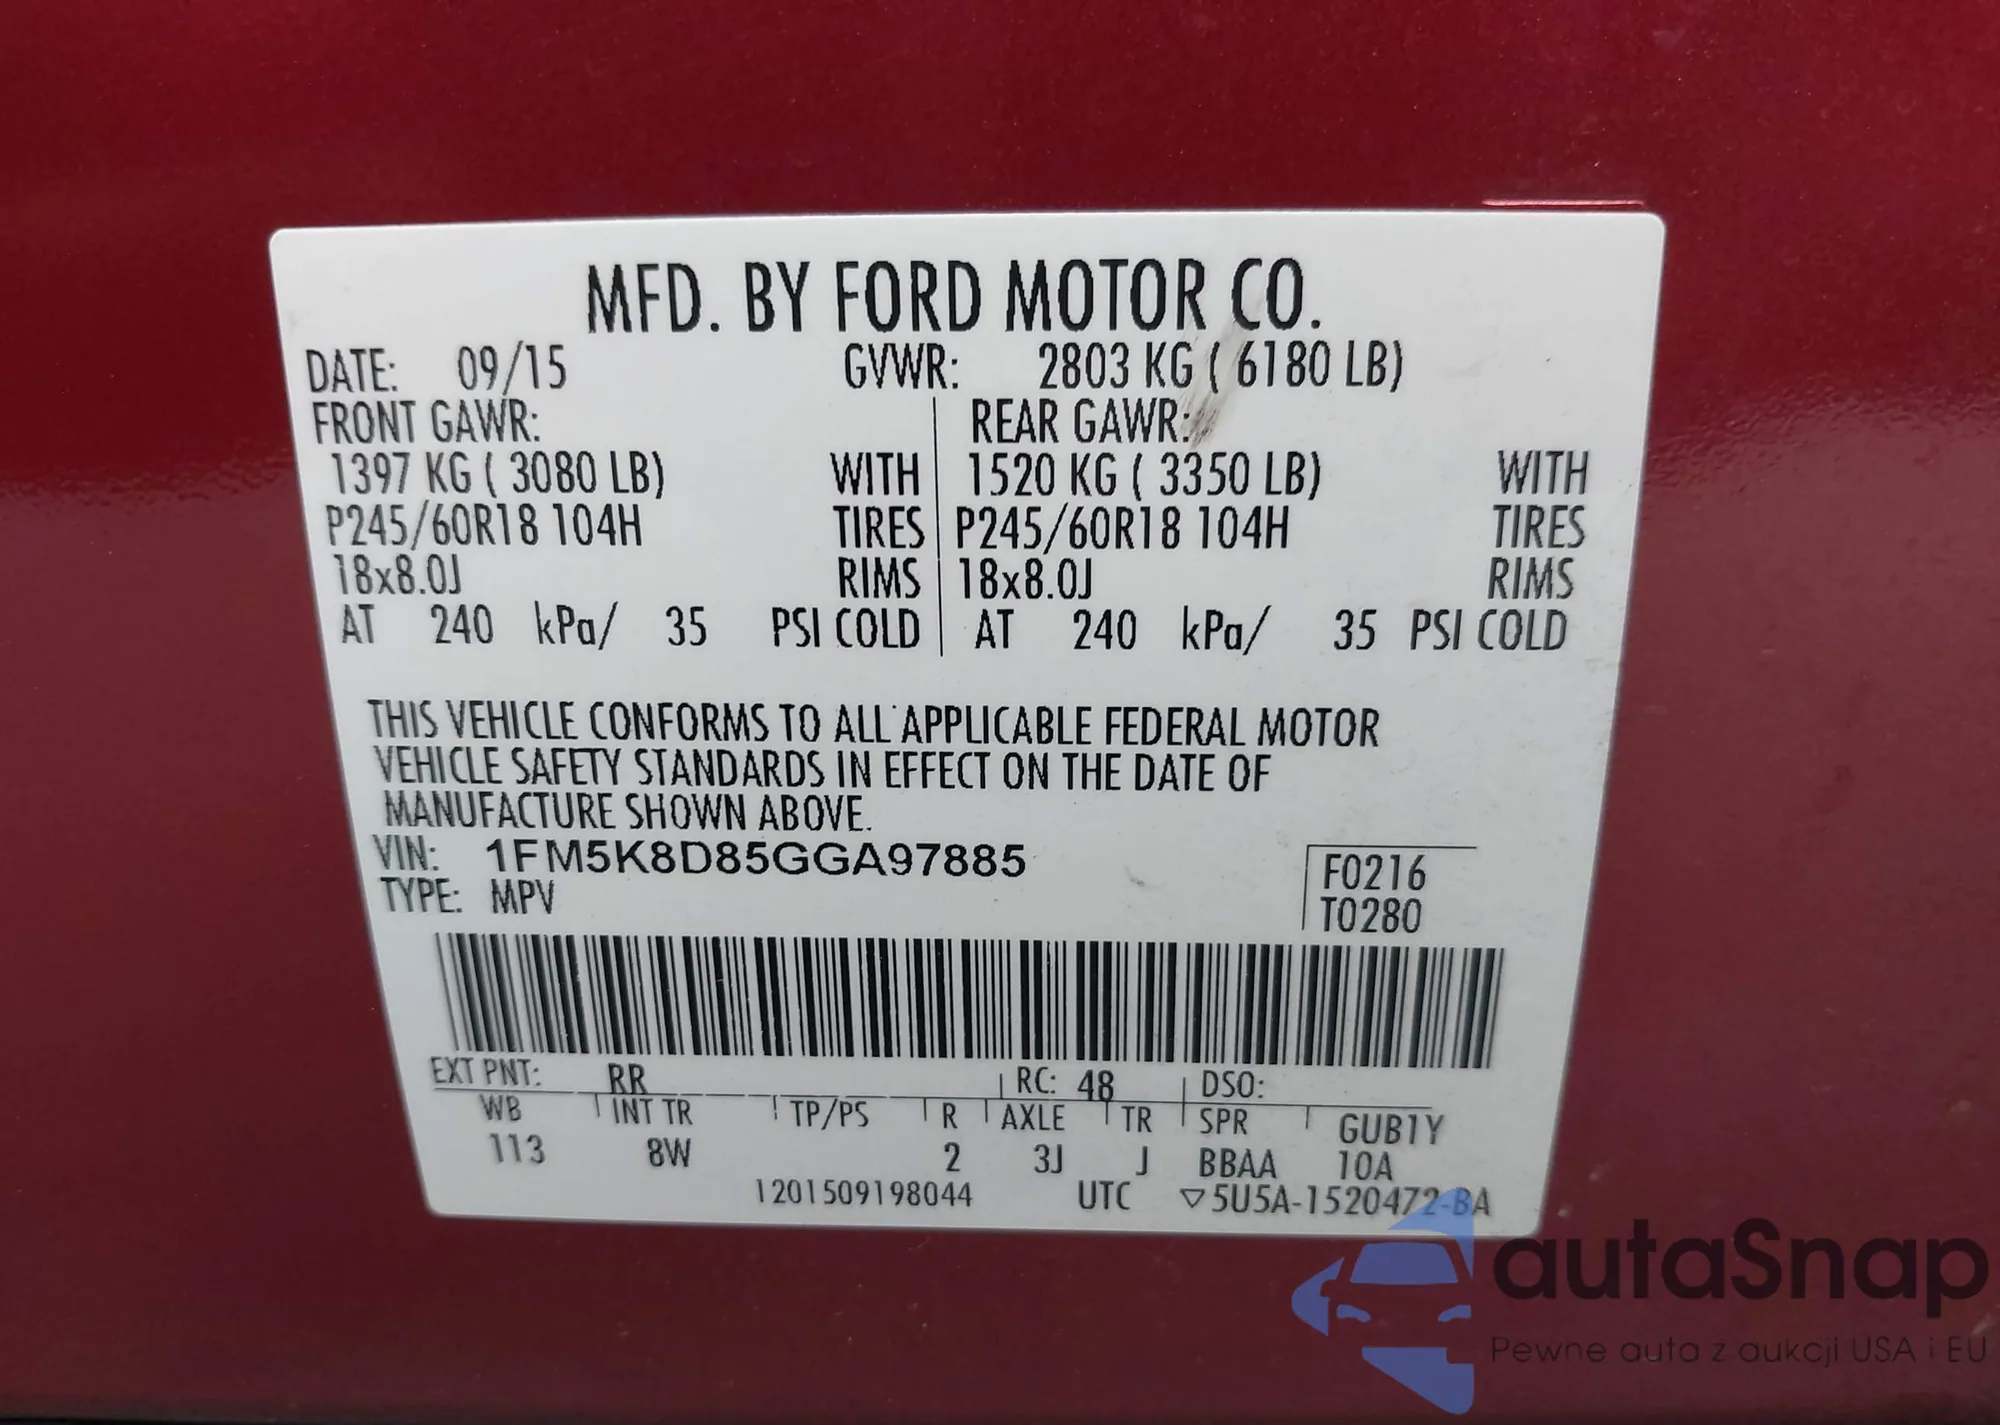 MFD. BY FORD MOTOR CO.
DATE: 09/15 GVWR: 2803 KG ( 6180 LB)
FRONT GAWR: REAR GAWR:
1397 KG ( 3080 LB) WITH 1520 KG ( 3350 LB) WITH
P245/60R18 104H TIRES P245/60R18 104H TIRES
18x8.0J RIMS 18x8.0J RIMS
AT 240 kPa/ 35 PSI COLD AT 240 kPa/ 35 PSI COLD
THIS VEHICLE CONFORMS TO ALL APPLICABLE FEDERAL MOTOR
VEHICLE SAFETY STANDARDS IN EFFECT ON THE DATE OF
MANUFACTURE SHOWN ABOVE.
VIN: 1FM5K8D85GGA97885
F0216
TYPE: MPV
T0280
EXT PNT: RR RC: 48 DSO:
WB INT TR TP/PS R AXLE TR SPR GUB1Y
113 8W 2 3J J BBAA 10A
1201509198044 UTC ▽5U5A-1520472-BA
autaSnap
Pewne auta z aukcji USA i EU